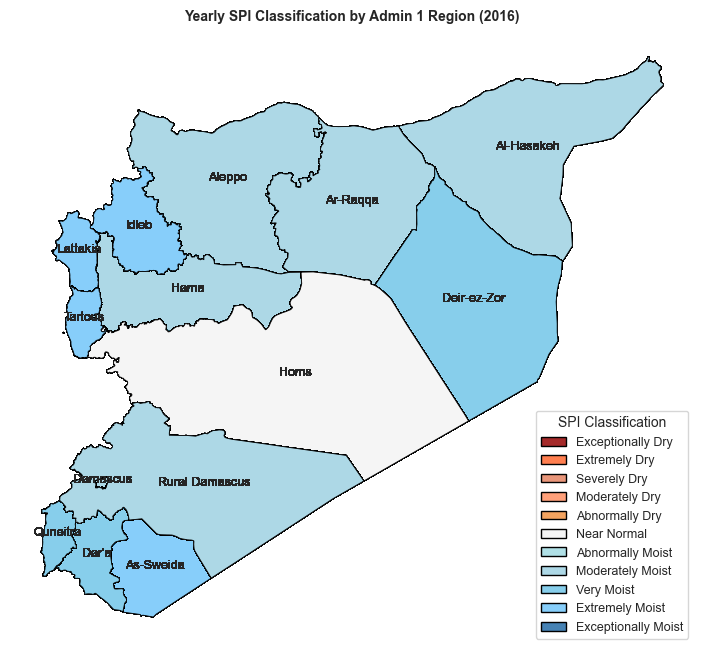 Yearly SPI Classification by Admin 1 Region (2016)
Al-Hasakeh
Aleppo
Ar-Raqqa
Idleb
Lattakia
Hama
Deir-ez-Zor
Tartous
Homs
Damascus
Rural Damascus
Quneitra
Dar'a
As-Sweida
SPI Classification
Exceptionally Dry
Extremely Dry
Severely Dry
Moderately Dry
Abnormally Dry
Near Normal
Abnormally Moist
Moderately Moist
Very Moist
Extremely Moist
Exceptionally Moist